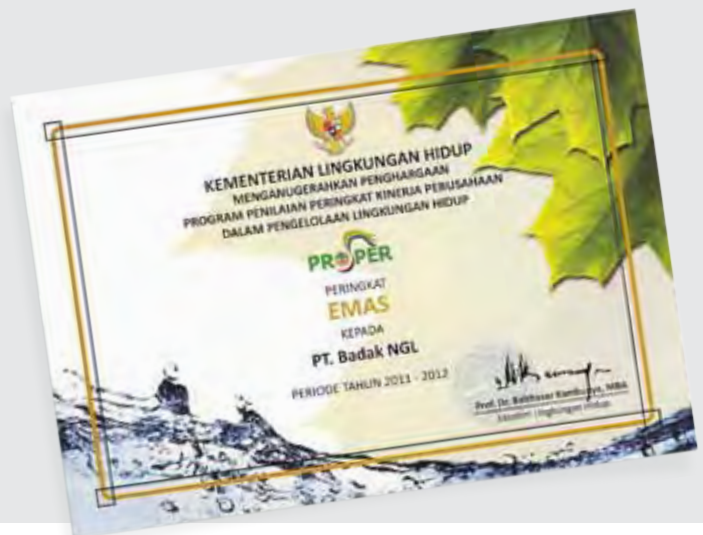 KEMENTERIAN LINGKUNGAN HIDUP
MENGANUGERAHKAN PENGHARGAAN
PROGRAM PENILAIAN PERINGKAT KINERJA PERUSAHAAN
DALAM PENGELOLAAN LINGKUNGAN HIDUP
PROPER
PERINGKAT
EMAS
KEPADA
PT. Badak NGL
PERIODE TAHUN 2011 - 2012
Prof. Dr. Balthasar Kambuaya, MBA
Menteri Lingkungan Hidup